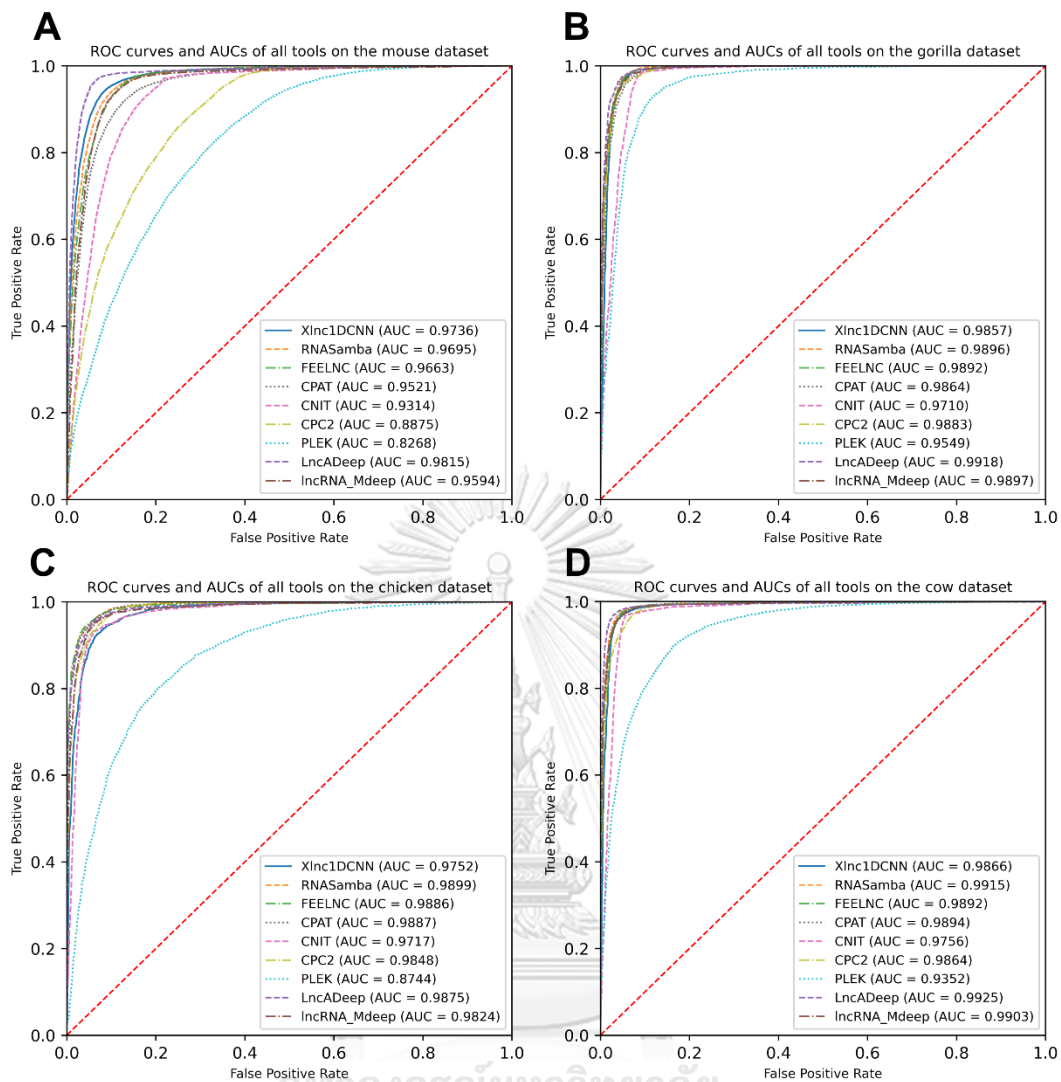 A
ROC curves and AUCs of all tools on the mouse dataset
1.0
0.8
0.6
0.4
0.2
0.0
True Positive Rate
Xlnc1DCNN (AUC = 0.9736)
RNASamba (AUC = 0.9695)
FEELNC (AUC = 0.9663)
CPAT (AUC = 0.9521)
CNIT (AUC = 0.9314)
CPC2 (AUC = 0.8875)
PLEK (AUC = 0.8268)
LncADeep (AUC = 0.9815)
lncRNA_Mdeep (AUC = 0.9594)
0.0 0.2 0.4 0.6 0.8 1.0
False Positive Rate
B
ROC curves and AUCs of all tools on the gorilla dataset
1.0
0.8
0.6
0.4
0.2
0.0
True Positive Rate
Xlnc1DCNN (AUC = 0.9857)
RNASamba (AUC = 0.9896)
FEELNC (AUC = 0.9892)
CPAT (AUC = 0.9864)
CNIT (AUC = 0.9710)
CPC2 (AUC = 0.9883)
PLEK (AUC = 0.9549)
LncADeep (AUC = 0.9918)
lncRNA_Mdeep (AUC = 0.9897)
0.0 0.2 0.4 0.6 0.8 1.0
False Positive Rate
C
ROC curves and AUCs of all tools on the chicken dataset
1.0
0.8
0.6
0.4
0.2
0.0
True Positive Rate
Xlnc1DCNN (AUC = 0.9752)
RNASamba (AUC = 0.9899)
FEELNC (AUC = 0.9886)
CPAT (AUC = 0.9887)
CNIT (AUC = 0.9717)
CPC2 (AUC = 0.9848)
PLEK (AUC = 0.8744)
LncADeep (AUC = 0.9875)
lncRNA_Mdeep (AUC = 0.9824)
0.0 0.2 0.4 0.6 0.8 1.0
False Positive Rate
D
ROC curves and AUCs of all tools on the cow dataset
1.0
0.8
0.6
0.4
0.2
0.0
True Positive Rate
Xlnc1DCNN (AUC = 0.9866)
RNASamba (AUC = 0.9915)
FEELNC (AUC = 0.9892)
CPAT (AUC = 0.9894)
CNIT (AUC = 0.9756)
CPC2 (AUC = 0.9864)
PLEK (AUC = 0.9352)
LncADeep (AUC = 0.9925)
lncRNA_Mdeep (AUC = 0.9903)
0.0 0.2 0.4 0.6 0.8 1.0
False Positive Rate